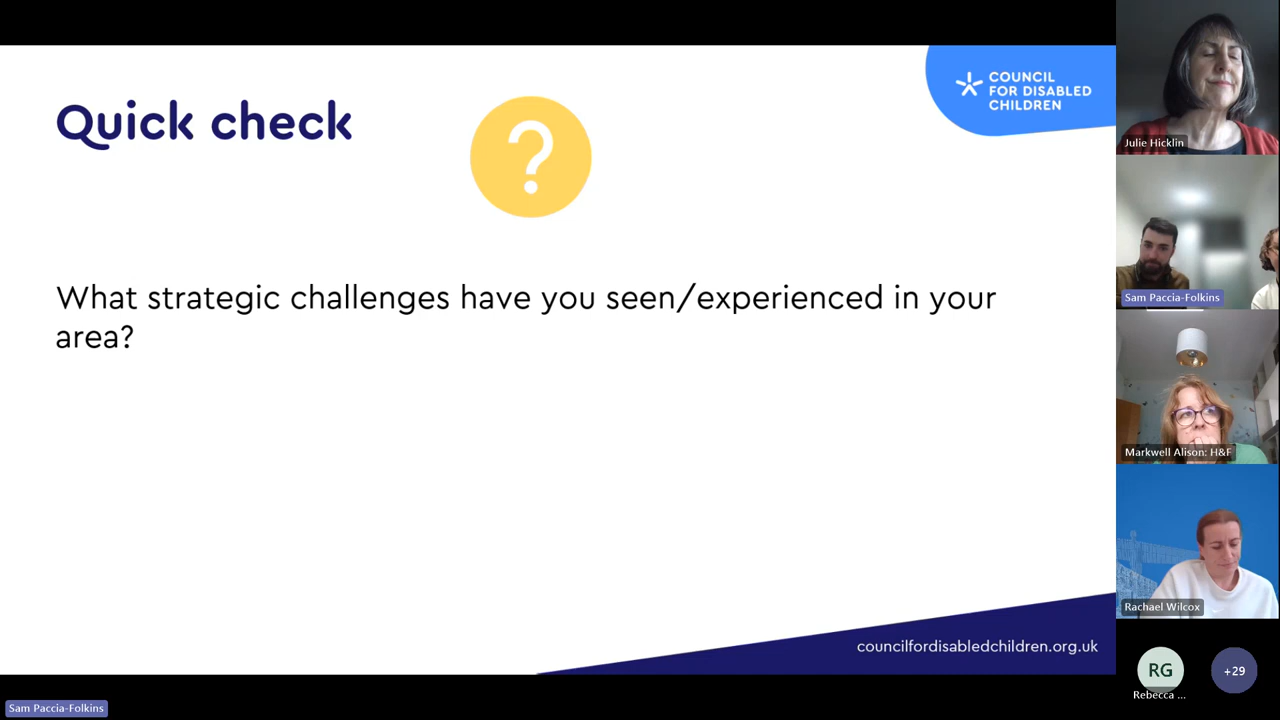 Quick check
?
COUNCIL
FOR DISABLED
CHILDREN
What strategic challenges have you seen/experienced in your
area?
councilfordisabledchildren.org.uk
Sam Paccia-Folkins
Julie Hicklin
Sam Paccia-Folkins
Markwell Alison: H&F
Rachael Wilcox
RG
Rebecca ...
+29